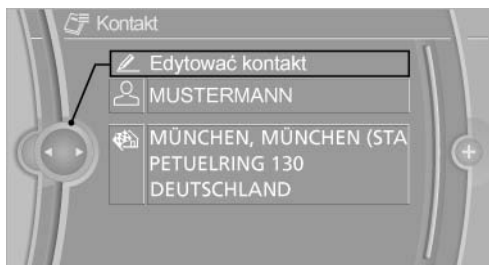 Kontakt
Edytować kontakt
MUSTERMANN
MÜNCHEN, MÜNCHEN (STA
PETUELRING 130
DEUTSCHLAND